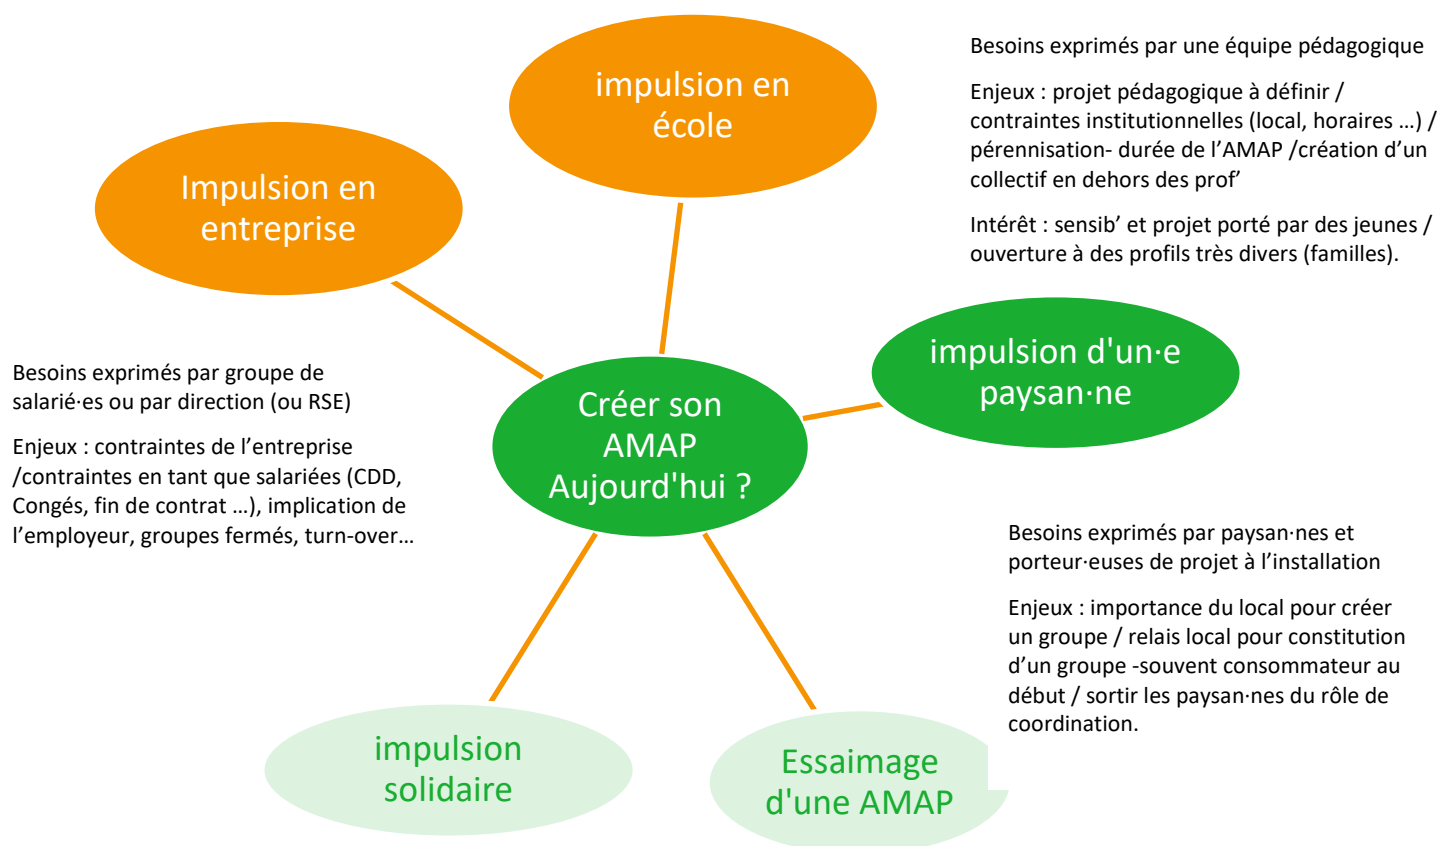 impulsion en
école
Besoins exprimés par une équipe pédagogique
Enjeux : projet pédagogique à définir /
contraintes institutionnelles (local, horaires …) /
pérennisation- durée de l’AMAP /création d’un
collectif en dehors des prof’
Intérêt : sensib’ et projet porté par des jeunes /
ouverture à des profils très divers (familles).
Impulsion en
entreprise
Besoins exprimés par groupe de
salarié·es ou par direction (ou RSE)
Enjeux : contraintes de l’entreprise
/contraintes en tant que salariées (CDD,
Congés, fin de contrat …), implication de
l’employeur, groupes fermés, turn-over…
Créer son
AMAP
Aujourd'hui ?
impulsion d'un·e
paysan·ne
Besoins exprimés par paysan·nes et
porteur·euses de projet à l’installation
Enjeux : importance du local pour créer
un groupe / relais local pour constitution
d’un groupe -souvent consommateur au
début / sortir les paysan·nes du rôle de
coordination.
impulsion
solidaire
Essaimage
d'une AMAP